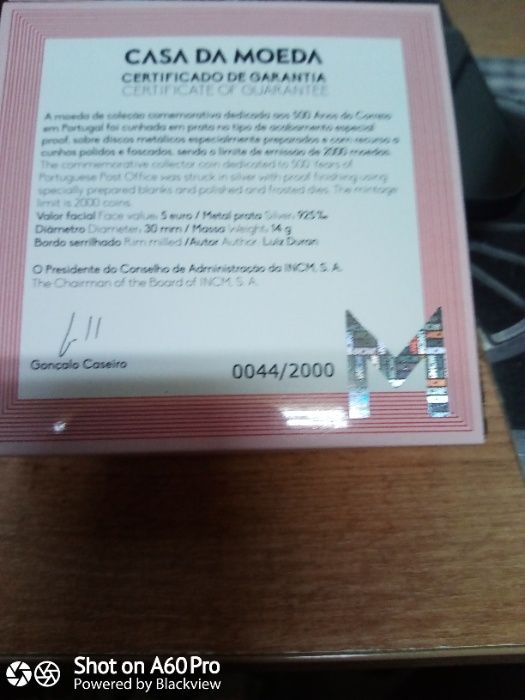 CASA DA MOEDA
CERTIFICADO DE GARANTIA
CERTIFICATE OF GUARANTEE
A moeda de coleção comemorativa dedicada aos 500 Anos do Correio
em Portugal foi cunhada em prata no tipo de acabamento especial
proof, sobre discos metálicos especialmente preparados e com recurso a
cunhos polidos e foscados, sendo o limite de emissão de 2000 moedas.
The commemorative collector coin dedicated to 500 Years of
Portuguese Post Office was struck in silver with proof finishing using
specially prepared blanks and polished and frosted dies. The mintage
limit is 2000 coins.
Valor facial Face value: 5 euro / Metal prata Silver: 925‰
Diâmetro Diameter: 30 mm / Massa Weight: 14 g
Bordo serrilhado Rim milled / Autor Author: Luiz Duran
O Presidente do Conselho de Administração da INCM, S. A.
The Chairman of the Board of INCM, S. A.
Gonçalo Caseiro
0044/2000
M
Shot on A60Pro
Powered by Blackview